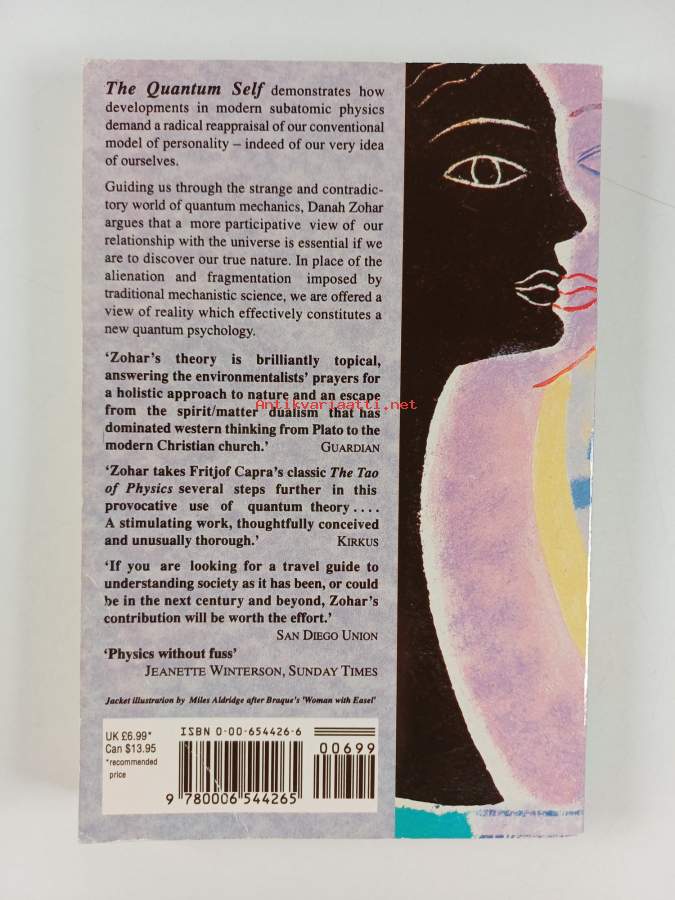 The Quantum Self demonstrates how
developments in modern subatomic physics
demand a radical reappraisal of our conventional
model of personality – indeed of our very idea
of ourselves.
Guiding us through the strange and contradic-
tory world of quantum mechanics, Danah Zohar
argues that a more participative view of our
relationship with the universe is essential if we
are to discover our true nature. In place of the
alienation and fragmentation imposed by
traditional mechanistic science, we are offered a
view of reality which effectively constitutes a
new quantum psychology.
‘Zohar’s theory is brilliantly topical,
answering the environmentalists’ prayers for
a holistic approach to nature and an escape
from the spirit/matter dualism that has
dominated western thinking from Plato to the
modern Christian church.’ GUARDIAN
Antikvariaatti.net
‘Zohar takes Fritjof Capra’s classic The Tao
of Physics several steps further in this
provocative use of quantum theory . . . .
A stimulating work, thoughtfully conceived
and unusually thorough.’ KIRKUS
‘If you are looking for a travel guide to
understanding society as it has been, or could
be in the next century and beyond, Zohar’s
contribution will be worth the effort.’
SAN DIEGO UNION
‘Physics without fuss’
JEANETTE WINTERSON, SUNDAY TIMES
Jacket illustration by Miles Aldridge after Braque's 'Woman with Easel'
UK £6.99*
Can $13.95
*recommended
price
ISBN 0-00-654426-6
00699
9 780006 544265